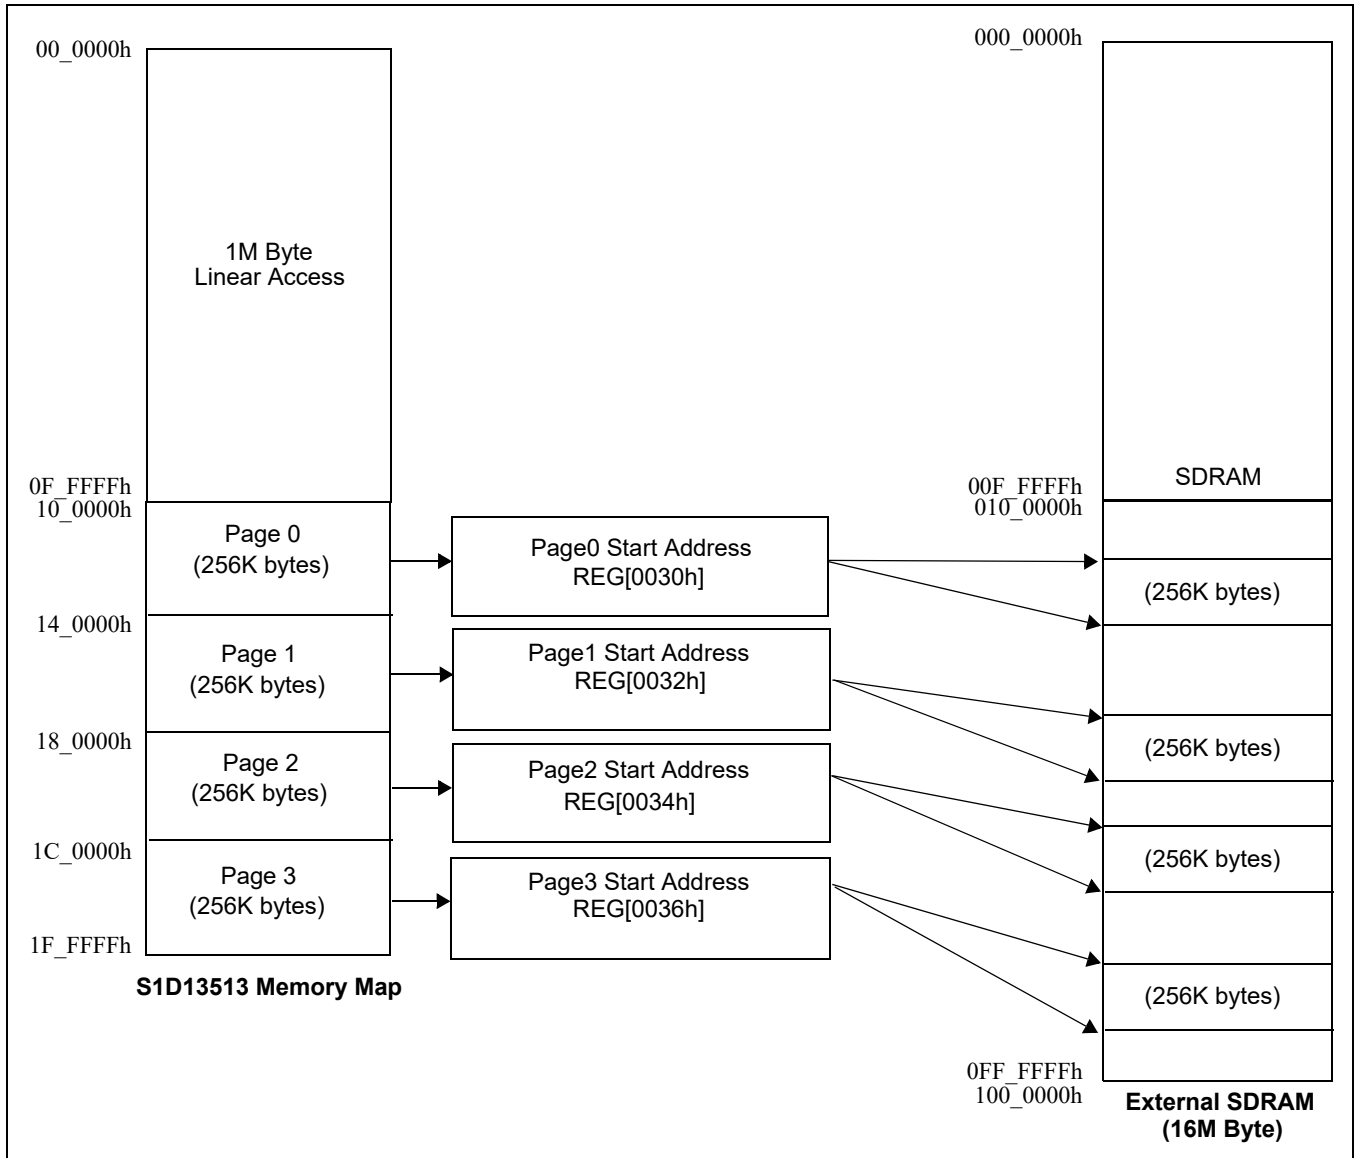 00_0000h
000_0000h
1M Byte
Linear Access
SDRAM
0F_FFFFh
10_0000h
00F_FFFFh
010_0000h
Page 0
(256K bytes)
Page0 Start Address
REG[0030h]
(256K bytes)
14_0000h
Page 1
(256K bytes)
Page1 Start Address
REG[0032h]
(256K bytes)
18_0000h
Page 2
(256K bytes)
Page2 Start Address
REG[0034h]
(256K bytes)
1C_0000h
Page 3
(256K bytes)
Page3 Start Address
REG[0036h]
(256K bytes)
1F_FFFFh
S1D13513 Memory Map
0FF_FFFFh
100_0000h
External SDRAM
(16M Byte)